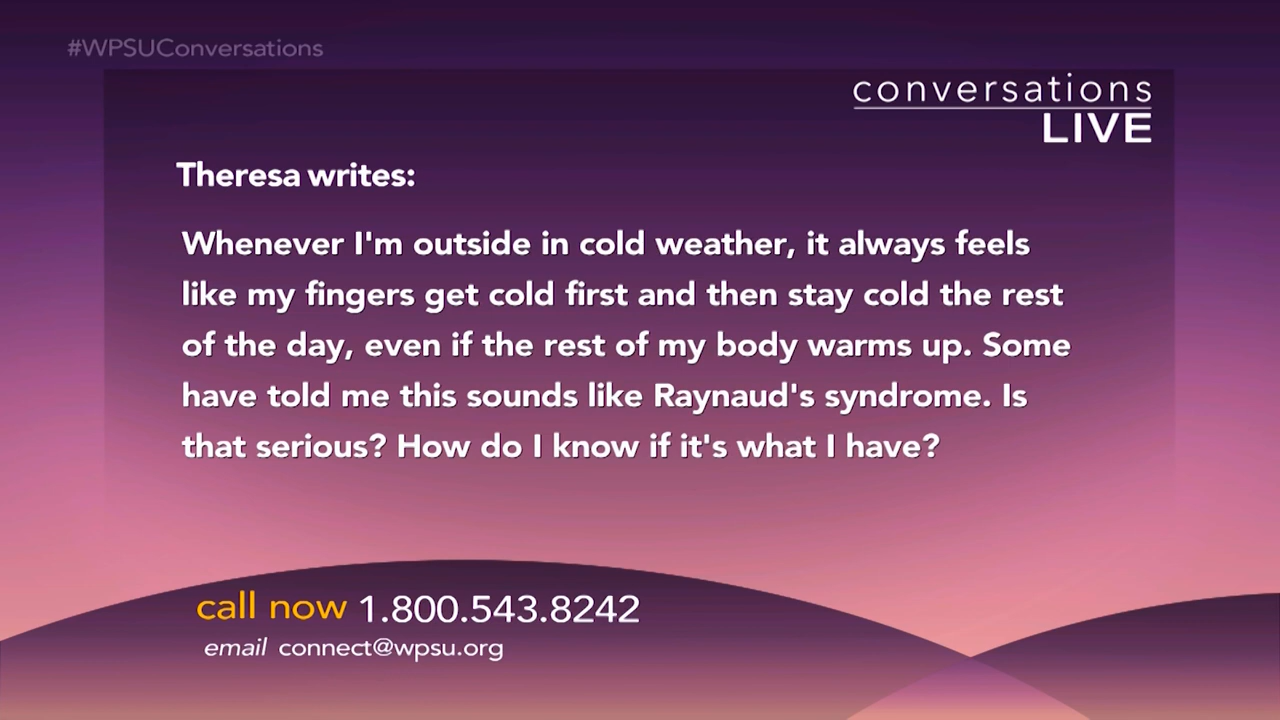 #WPSUConversations
conversations
LIVE
Theresa writes:
Whenever I'm outside in cold weather, it always feels
like my fingers get cold first and then stay cold the rest
of the day, even if the rest of my body warms up. Some
have told me this sounds like Raynaud's syndrome. Is
that serious? How do I know if it's what I have?
call now 1.800.543.8242
email connect@wpsu.org